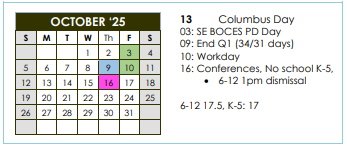 OCTOBER ‘25
S M T W Th F S
1 2 3 4
5 6 7 8 9 10 11
12 13 14 15 16 17 18
19 20 21 22 23 24 25
26 27 28 29 30 31
13 Columbus Day
03: SE BOCES PD Day
09: End Q1 (34/31 days)
10: Workday
16: Conferences, No school K-5,
• 6-12 1pm dismissal
6-12 17.5, K-5: 17